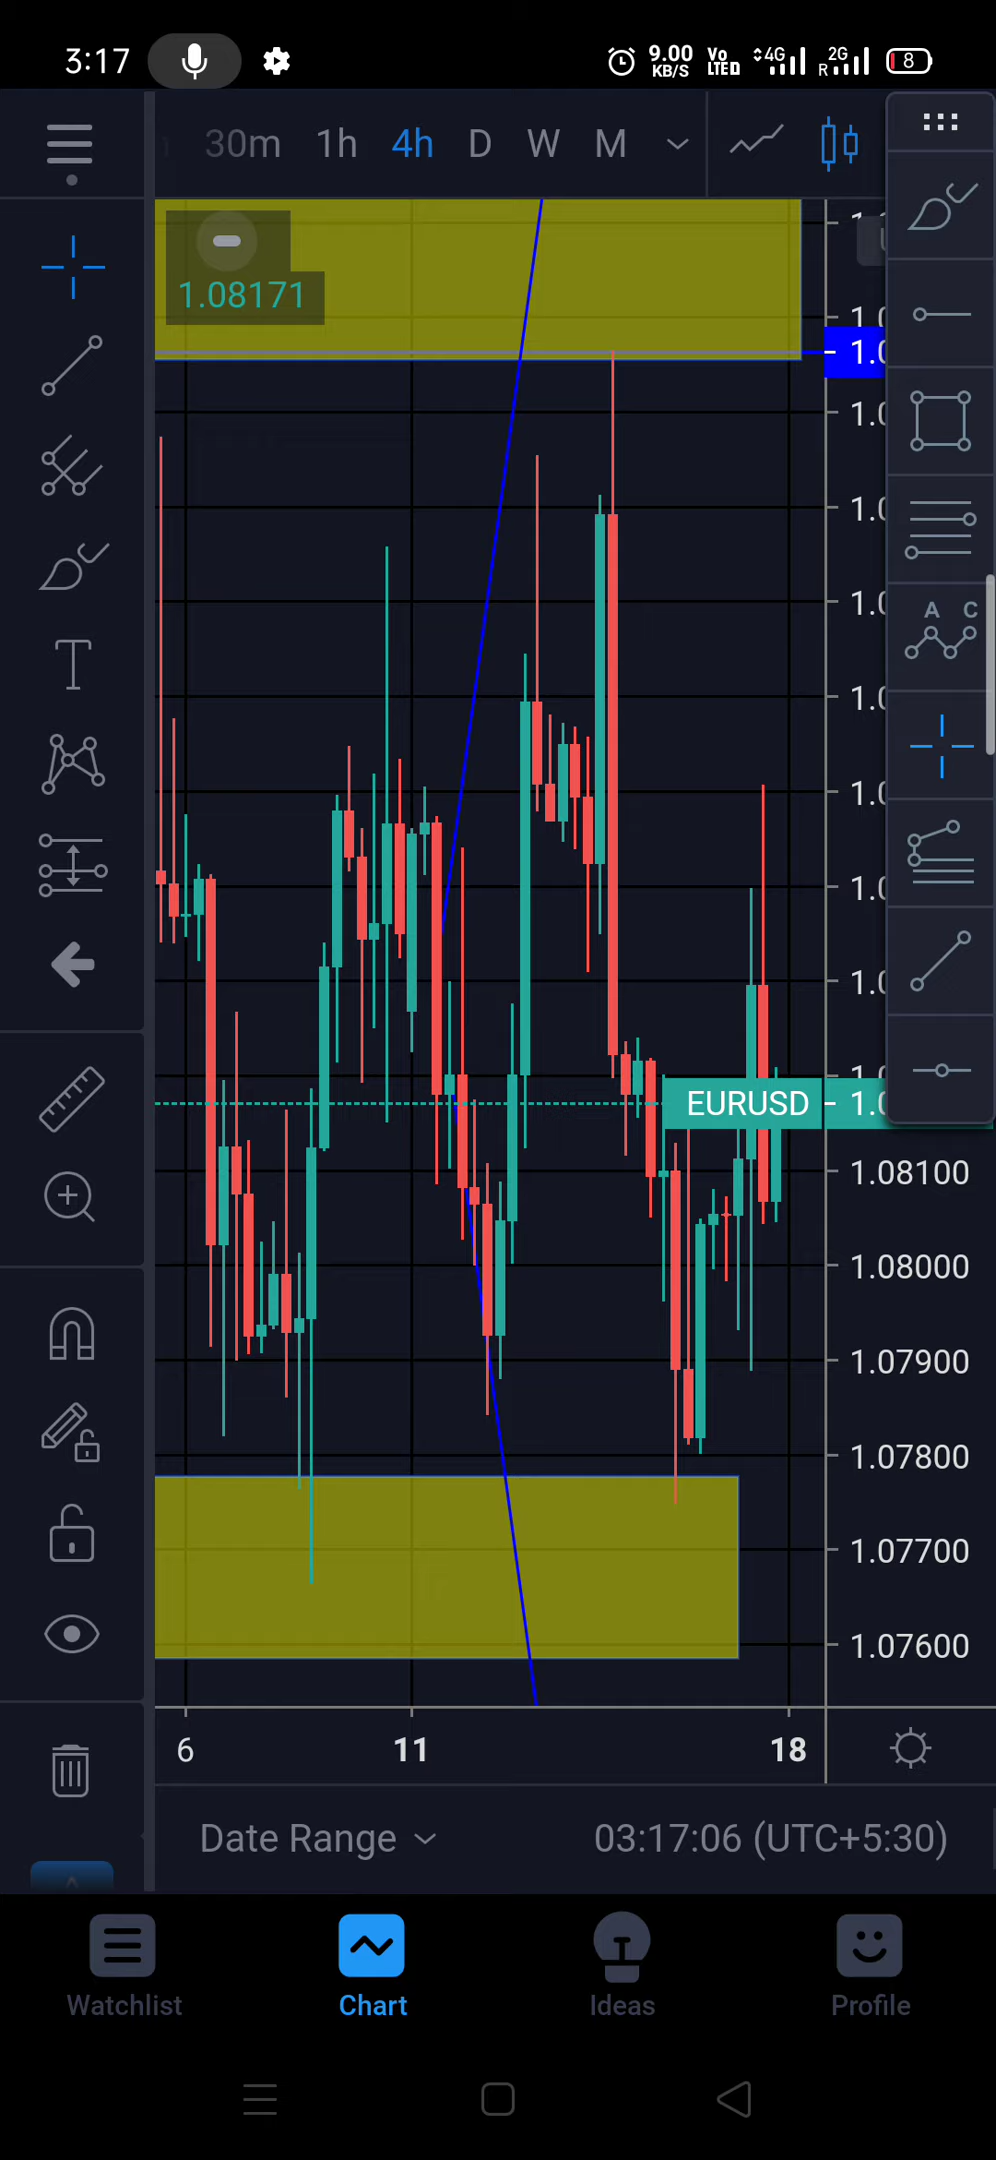 3:17
9.00 KB/S Vo LTED 4G R 2G 8
30m 1h 4h D W M
1.08171
A C
T
EURUSD
1.08100
1.08000
1.07900
1.07800
1.07700
1.07600
6 11 18
Date Range 03:17:06 (UTC+5:30)
Watchlist Chart Ideas Profile